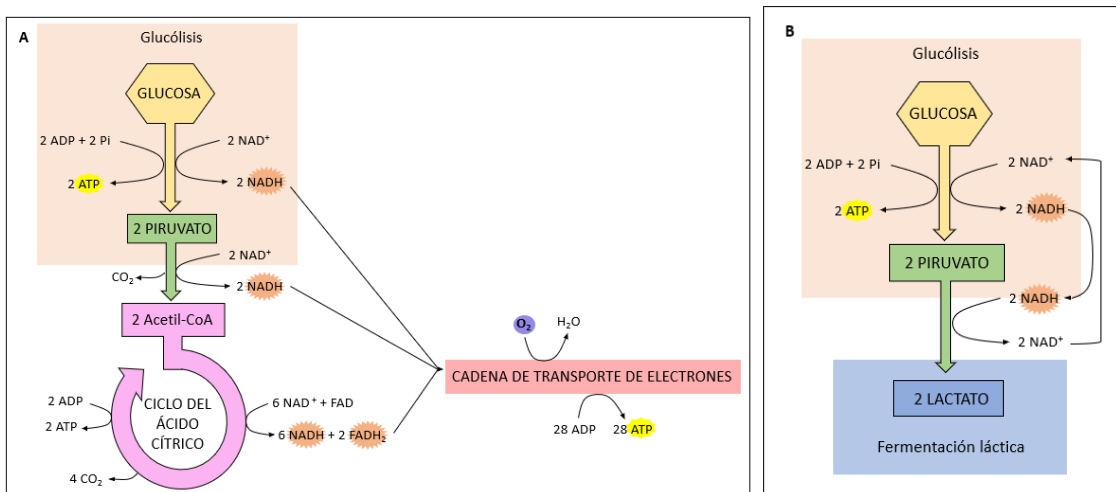 A
Glucólisis
GLUCOSA
2 ADP + 2 Pi
2 NAD⁺
2 ATP
2 NADH
2 PIRUVATO
2 NAD⁺
CO₂
2 NADH
2 Acetil-CoA
CICLO DEL
ÁCIDO
CÍTRICO
2 ADP
2 ATP
4 CO₂
6 NAD⁺ + FAD
6 NADH + 2 FADH₂
O₂
H₂O
CADENA DE TRANSPORTE DE ELECTRONES
28 ADP
28 ATP
B
Glucólisis
GLUCOSA
2 ADP + 2 Pi
2 NAD⁺
2 ATP
2 NADH
2 PIRUVATO
2 NADH
2 NAD⁺
2 LACTATO
Fermentación láctica